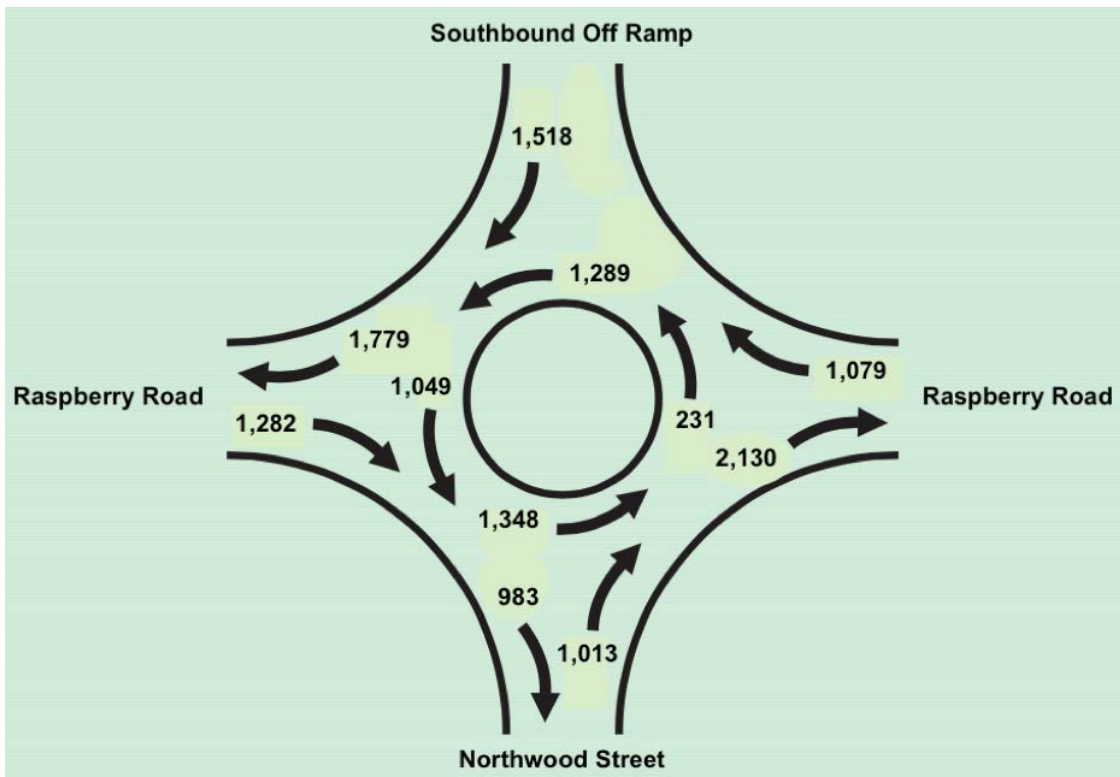 Southbound Off Ramp
1,518
1,289
1,779
1,079
Raspberry Road
1,049
Raspberry Road
1,282
231
2,130
1,348
983
1,013
Northwood Street